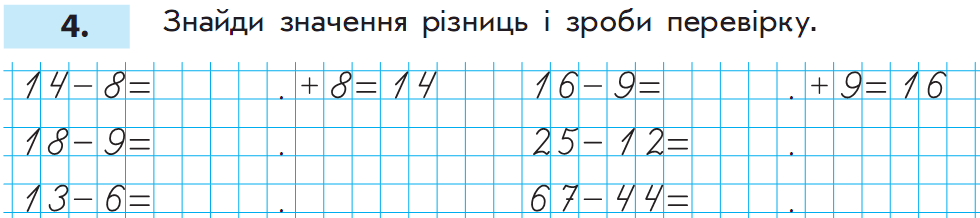 4. Знайди значення різниць і зроби перевірку.
14-8= . +8=14 16-9= . +9=16
18-9= . 25-12= .
13-6= . 67-44= .